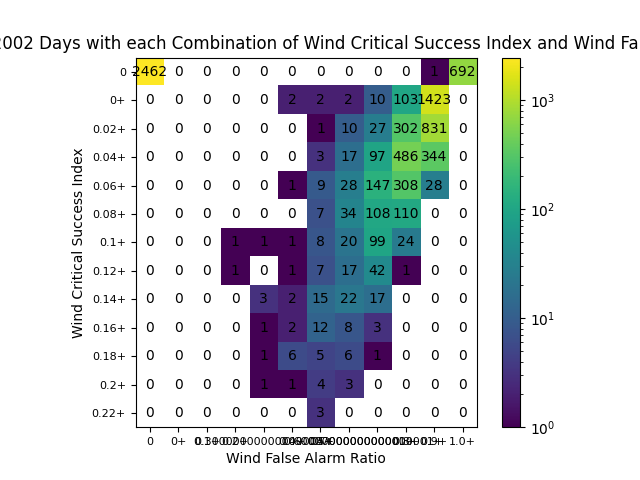 2002 Days with each Combination of Wind Critical Success Index and Wind Fa
0 2462 0 0 0 0 0 0 0 0 0 1 692
0+ 0 0 0 0 0 2 2 2 10 103 1423 0
0.02+ 0 0 0 0 0 0 1 10 27 302 831 0
0.04+ 0 0 0 0 0 0 3 17 97 486 344 0
0.06+ 0 0 0 0 0 1 9 28 147 308 28 0
0.08+ 0 0 0 0 0 0 7 34 108 110 0 0
0.1+ 0 0 0 1 1 1 8 20 99 24 0 0
0.12+ 0 0 0 1 0 1 7 17 42 1 0 0
0.14+ 0 0 0 0 3 2 15 22 17 0 0 0
0.16+ 0 0 0 0 1 2 12 8 3 0 0 0
0.18+ 0 0 0 0 1 6 5 6 1 0 0 0
0.2+ 0 0 0 0 1 1 4 3 0 0 0 0
0.22+ 0 0 0 0 0 0 3 0 0 0 0 0
0 0+ 1.0+
Wind False Alarm Ratio
Wind Critical Success Index
10³
10²
10¹
10⁰